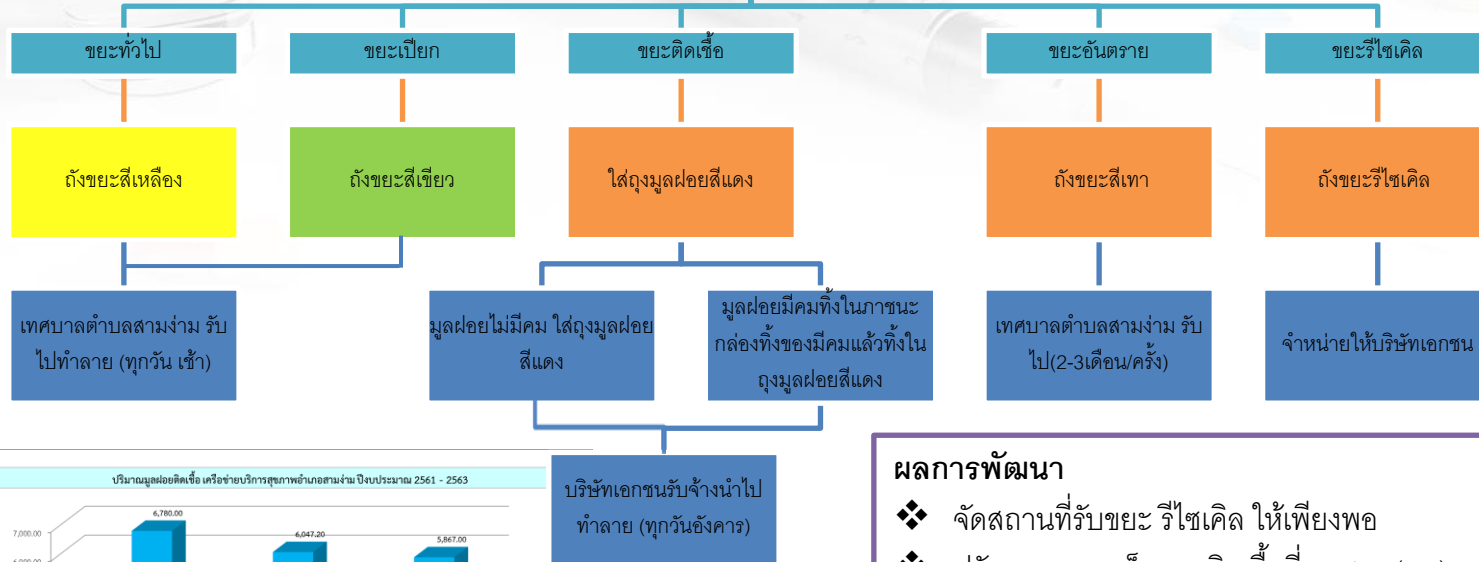 ขยะทั่วไป
ขยะเปียก
ขยะติดเชื้อ
ขยะอันตราย
ขยะรีไซเคิล
ถังขยะสีเหลือง
ถังขยะสีเขียว
ใส่ถุงมูลฝอยสีแดง
ถังขยะสีเทา
ถังขยะรีไซเคิล
เทศบาลตำบลสามง่าม รับ
ไปทำลาย (ทุกวัน เช้า)
มูลฝอยไม่มีคม ใส่ถุงมูลฝอย
สีแดง
มูลฝอยมีคมทิ้งในภาชนะ
กล่องทิ้งของมีคมแล้วทิ้งใน
ถุงมูลฝอยสีแดง
เทศบาลตำบลสามง่าม รับ
ไป(2-3เดือน/ครั้ง)
จำหน่ายให้บริษัทเอกชน
บริษัทเอกชนรับจ้างนำไป
ทำลาย (ทุกวันอังคาร)
ปริมาณมูลฝอยติดเชื้อ เครือข่ายบริการสุขภาพอำเภอสามง่าม ปีงบประมาณ 2561 - 2563
7,000.00
6,780.00
6,047.20
5,867.00
ผลการพัฒนา
❖ จัดสถานที่รับขยะ รีไซเคิล ให้เพียงพอ